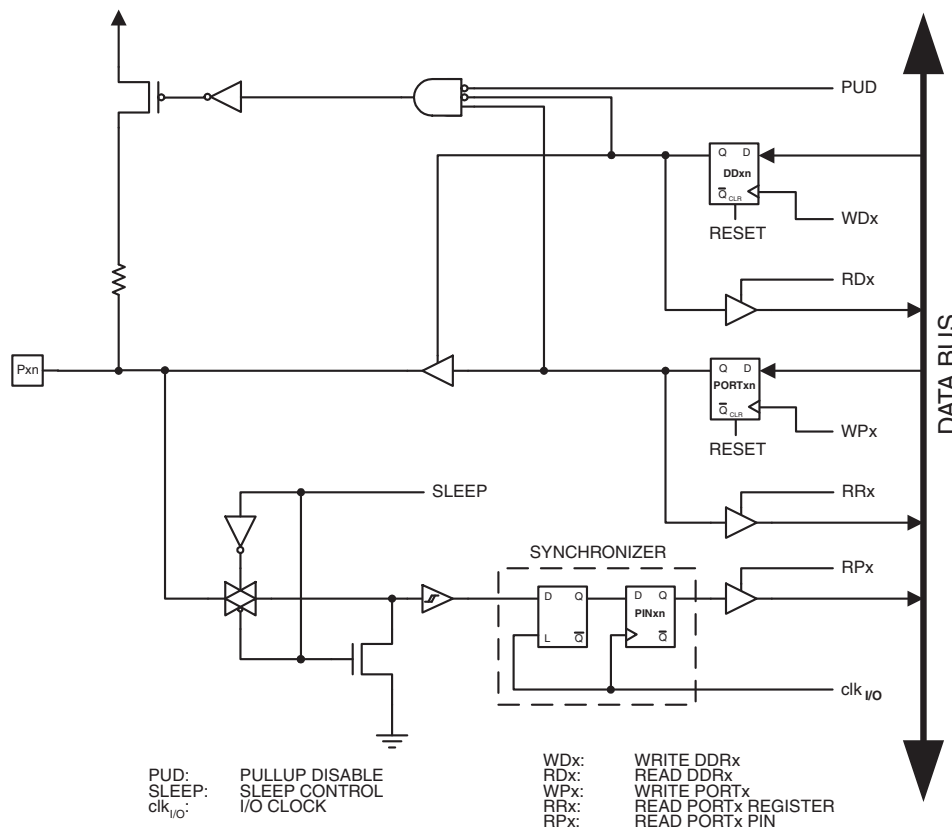 PUD
Q D
DDxn
Q CLR
WDx
RESET
RDx
Pxn
Q D
PORTxn
Q CLR
WPx
RESET
DATA BUS
SLEEP
RRx
SYNCHRONIZER
RPx
D Q
L Q
D Q
PINxn
Q
clk I/O
PUD: PULLUP DISABLE
SLEEP: SLEEP CONTROL
clkI/O: I/O CLOCK
WDx: WRITE DDRx
RDx: READ DDRx
WPx: WRITE PORTx
RRx: READ PORTx REGISTER
RPx: READ PORTx PIN